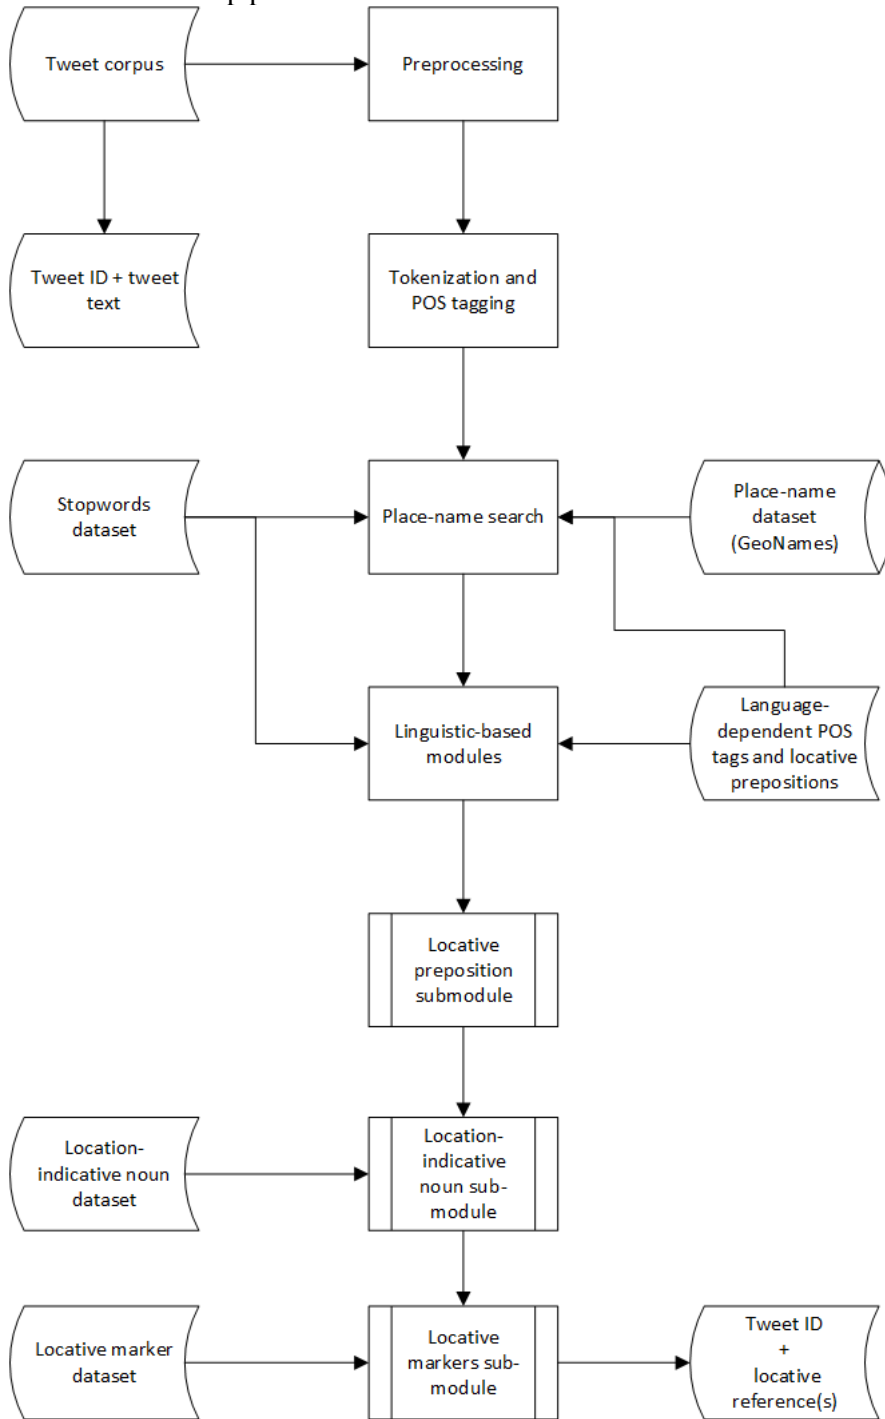 Tweet corpus
Preprocessing
Tweet ID + tweet
text
Tokenization and
POS tagging
Stopwords
dataset
Place-name search
Place-name
dataset
(GeoNames)
Linguistic-based
modules
Language-
dependent POS
tags and locative
prepositions
Locative
preposition
submodule
Location-
indicative noun
dataset
Location-
indicative
noun sub-
module
Locative marker
dataset
Locative
markers sub-
module
Tweet ID
+
locative
reference(s)